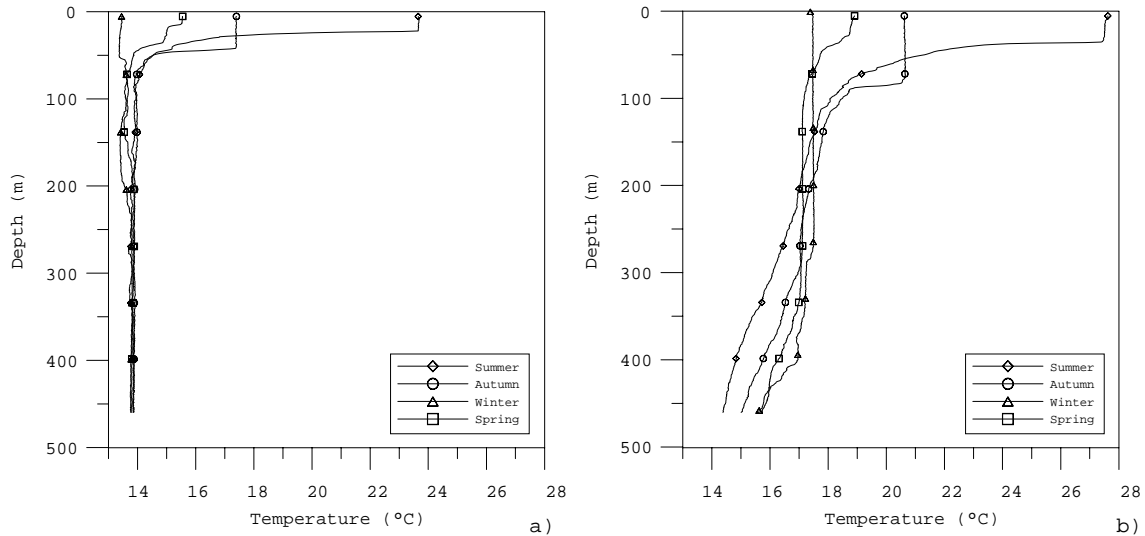 0
100
200
300
400
500
Depth (m)
14 16 18 20 22 24 26 28
Temperature (°C)
Summer
Autumn
Winter
Spring
a)
0
100
200
300
400
500
Depth (m)
14 16 18 20 22 24 26 28
Temperature (°C)
Summer
Autumn
Winter
Spring
b)